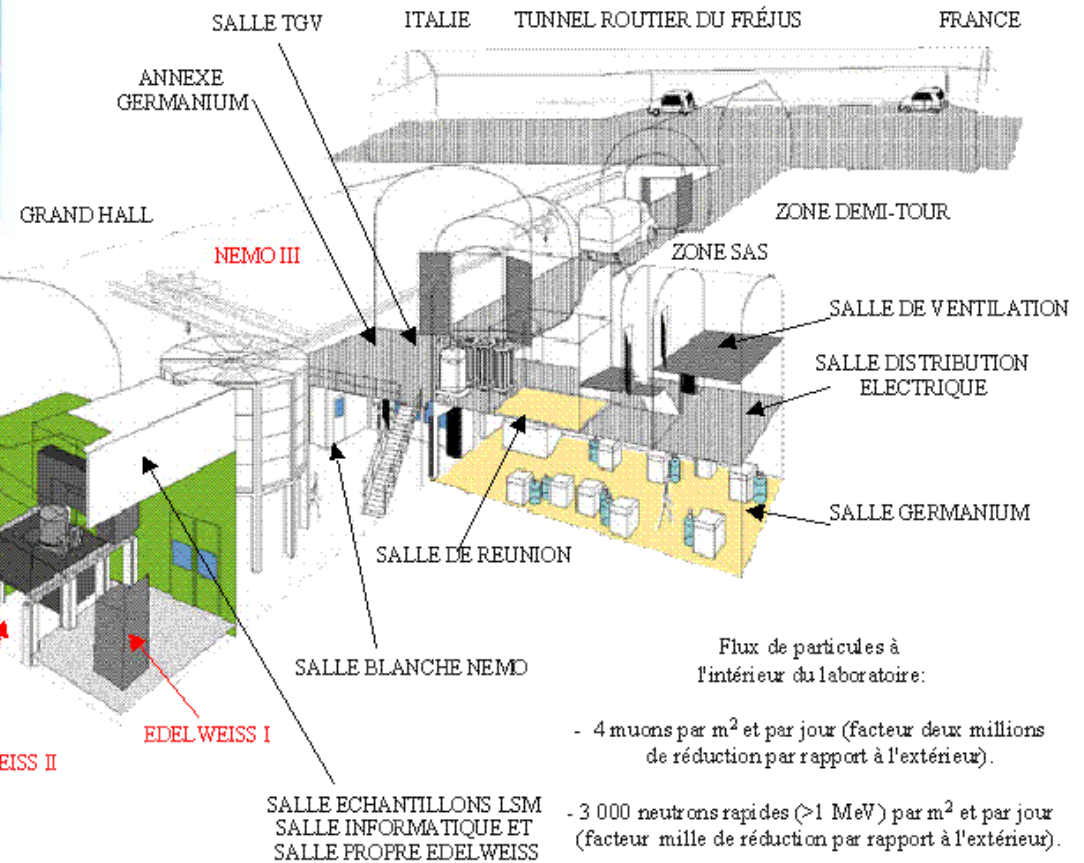 SALLE TGV
ITALIE
TUNNEL ROUTIER DU FRÉJUS
FRANCE
ANNEXE
GERMANIUM
GRAND HALL
NEMO III
ZONE DEMI-TOUR
ZONE SAS
SALLE DE VENTILATION
SALLE DISTRIBUTION
ELECTRIQUE
SALLE GERMANIUM
SALLE DE REUNION
SALLE BLANCHE NEMO
EDELWEISS I
EISS II
SALLE ECHANTILLONS LSM
SALLE INFORMATIQUE ET
SALLE PROPRE EDELWEISS
Flux de particules à
l'intérieur du laboratoire:
- 4 muons par m² et par jour (facteur deux millions
de réduction par rapport à l'extérieur).
- 3 000 neutrons rapides (>1 MeV) par m² et par jour
(facteur mille de réduction par rapport à l'extérieur).